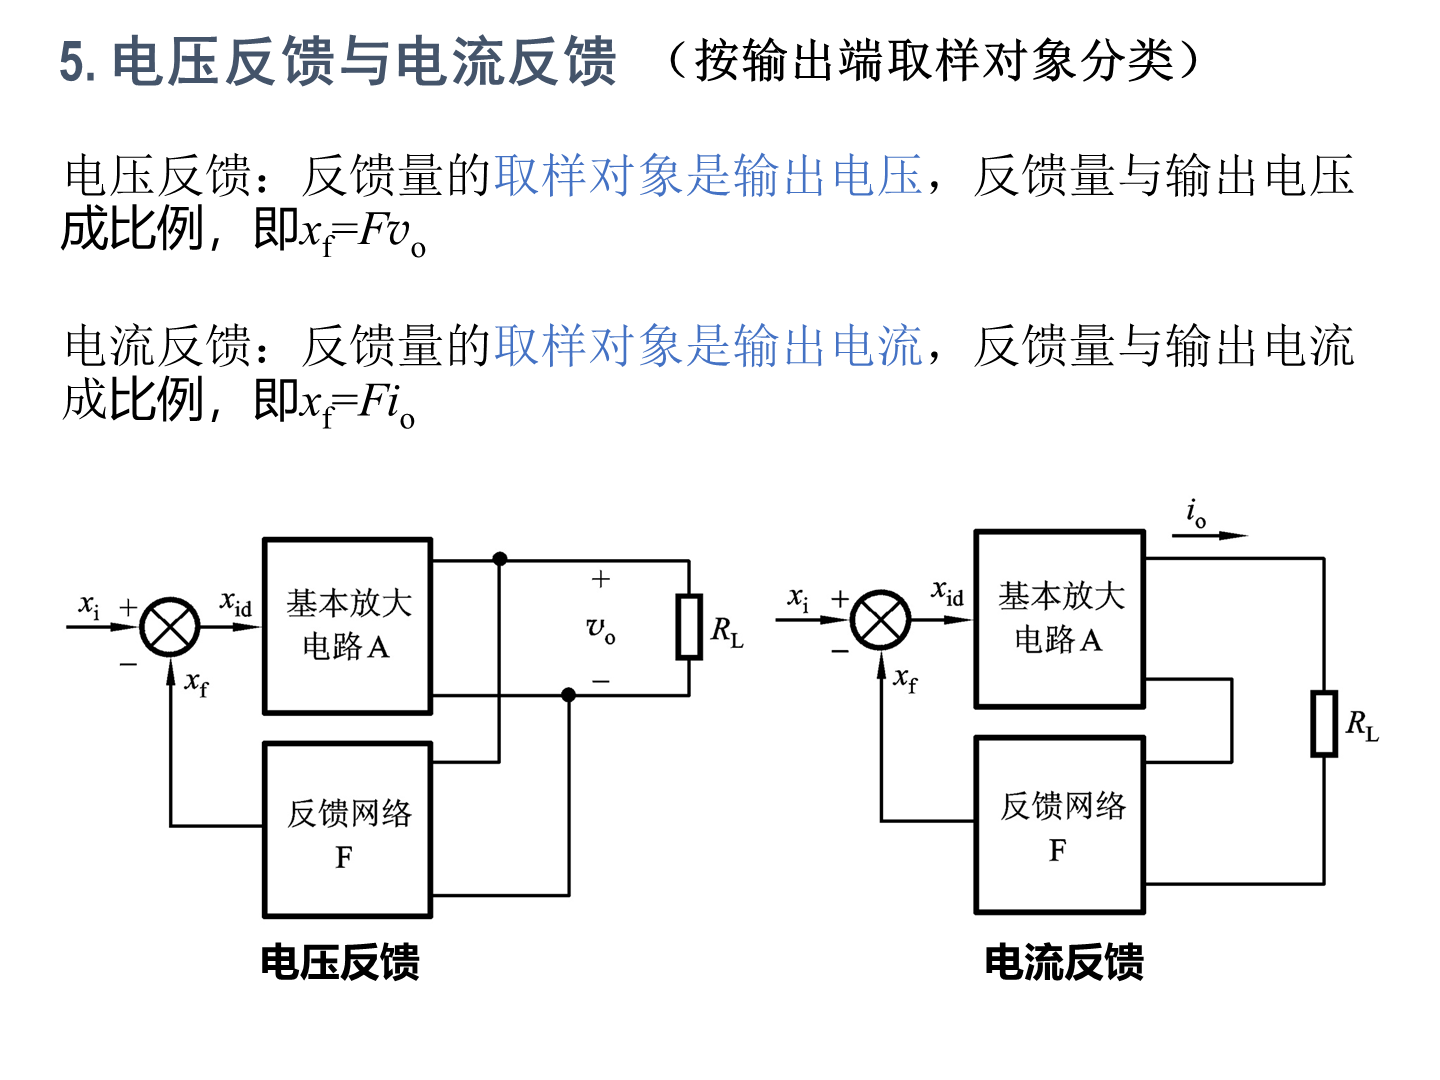 5. 电压反馈与电流反馈 （按输出端取样对象分类）
电压反馈：反馈量的取样对象是输出电压，反馈量与输出电压
成比例，即xf=Fvo
电流反馈：反馈量的取样对象是输出电流，反馈量与输出电流
成比例，即xf=Fio
xi
+
−
xid
xf
基本放大
电路A
反馈网络
F
+
vo
−
RL
电压反馈
xi
+
−
xid
xf
基本放大
电路A
反馈网络
F
io
RL
电流反馈